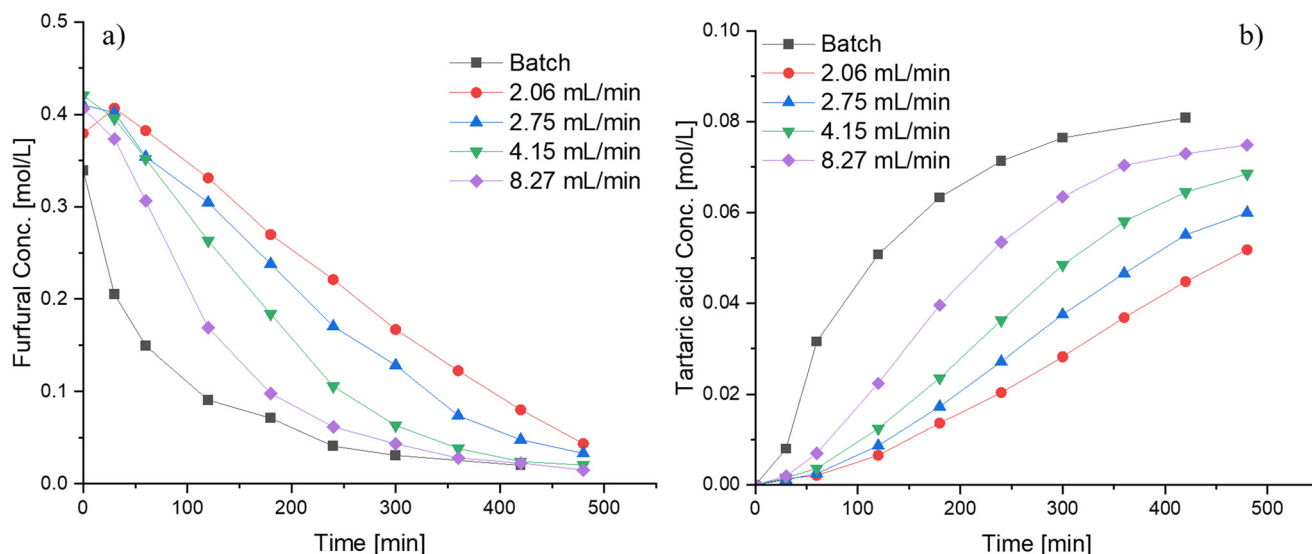 a)
0.5
0.4
0.3
0.2
0.1
0.0
Furfural Conc. [mol/L]
Batch
2.06 mL/min
2.75 mL/min
4.15 mL/min
8.27 mL/min
0
100
200
300
400
500
Time [min]
b)
0.10
0.08
0.06
0.04
0.02
0.00
Tartaric acid Conc. [mol/L]
Batch
2.06 mL/min
2.75 mL/min
4.15 mL/min
8.27 mL/min
0
100
200
300
400
500
Time [min]